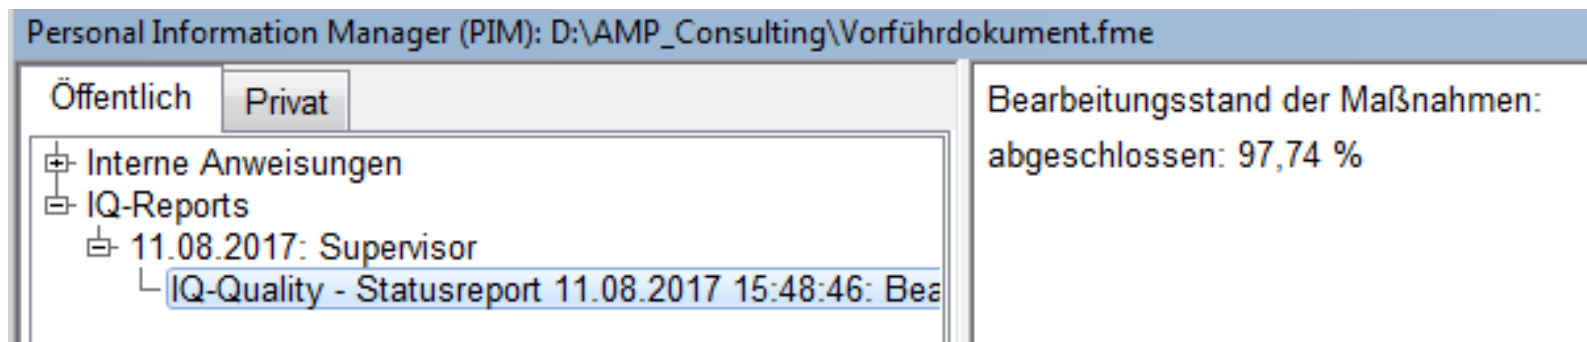 Personal Information Manager (PIM): D:\AMP_Consulting\Vorführdokument.fme
Öffentlich
Privat
Interne Anweisungen
IQ-Reports
11.08.2017: Supervisor
IQ-Quality - Statusreport 11.08.2017 15:48:46: Bea
Bearbeitungsstand der Maßnahmen:
abgeschlossen: 97,74 %